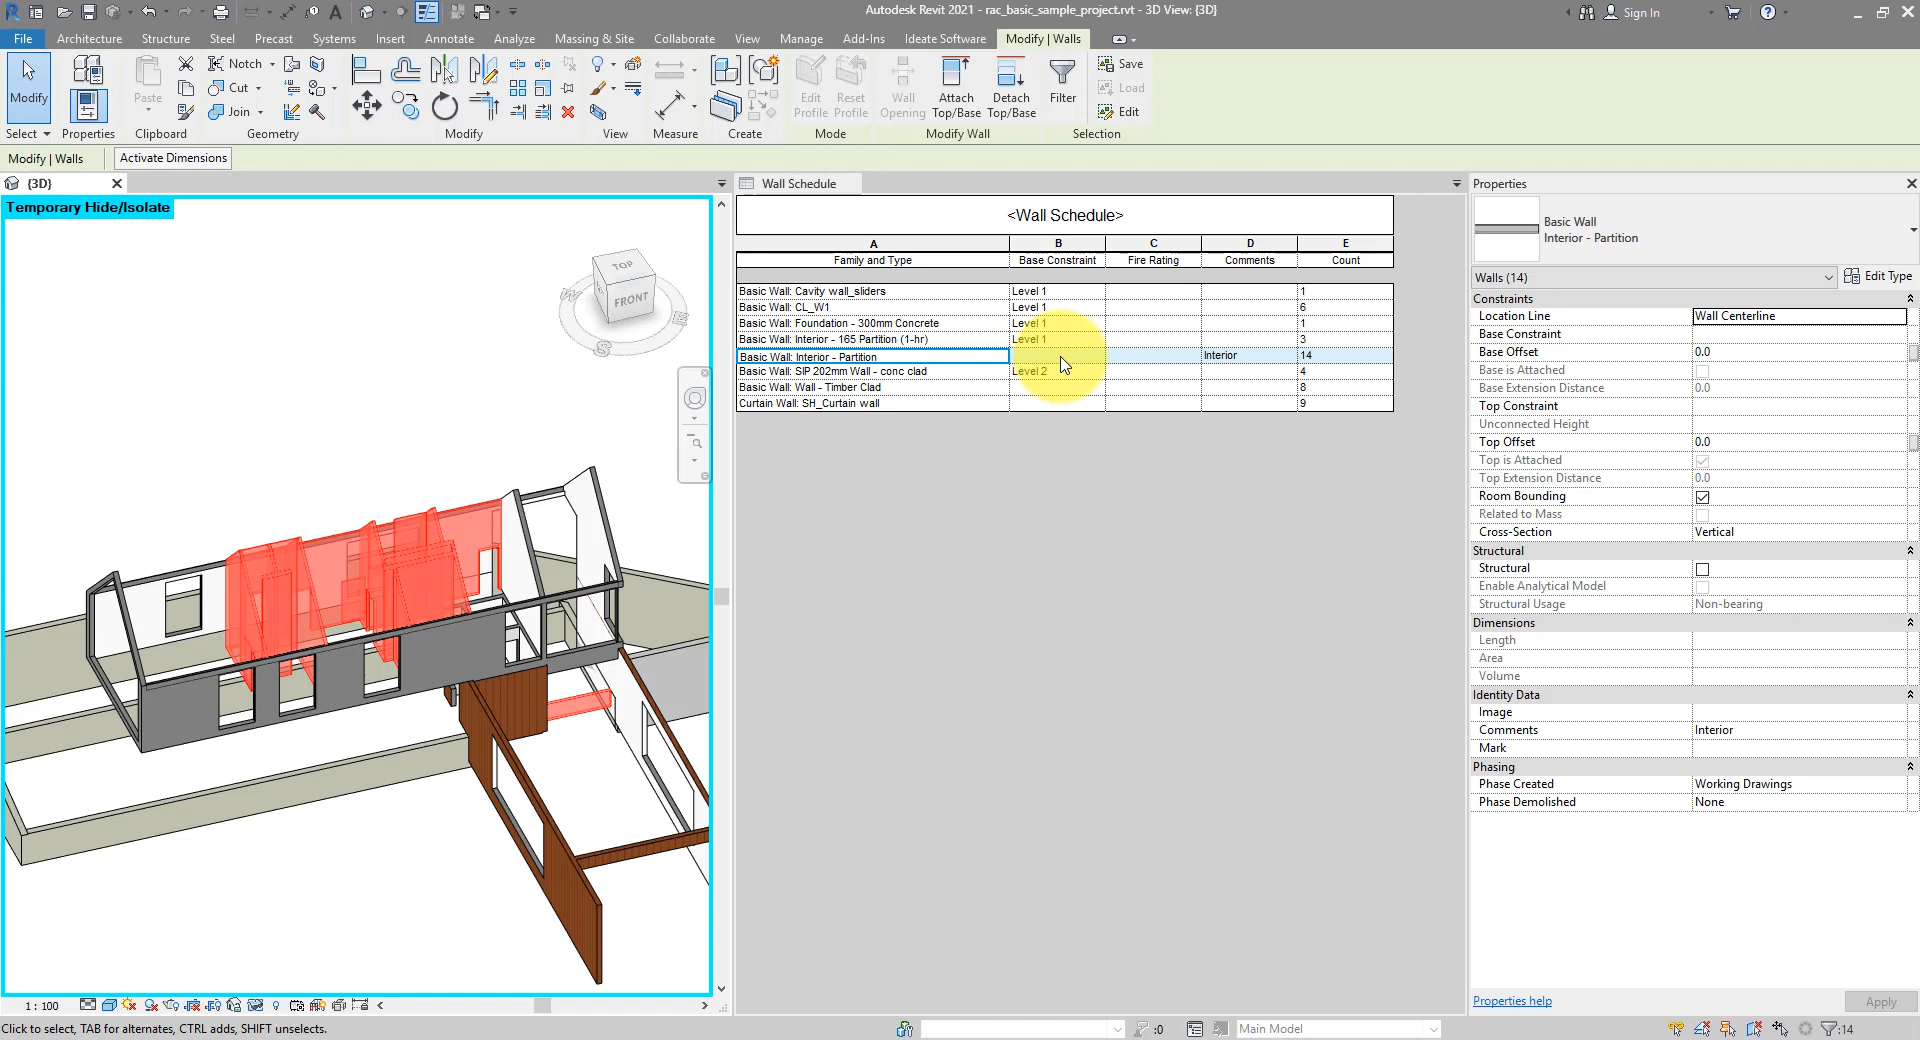 Autodesk Revit 2021 - rac_basic_sample_project.rvt - 3D View: {3D}
Sign In
File Architecture Structure Steel Precast Systems Insert Annotate Analyze Massing & Site Collaborate View Manage Add-Ins Ideate Software Modify | Walls
Modify
Select
Properties
Paste
Clipboard
Notch
Cut
Join
Geometry
Modify
View
Measure
Create
Edit Profile
Reset Profile
Mode
Wall Opening
Attach Top/Base
Detach Top/Base
Modify Wall
Filter
Save
Load
Edit
Selection
Modify | Walls
Activate Dimensions
{3D}
Temporary Hide/Isolate
TOP
FRONT
W
S
E
Wall Schedule
<Wall Schedule>
A B C D E
Family and Type Base Constraint Fire Rating Comments Count
Basic Wall: Cavity wall_sliders Level 1 1
Basic Wall: CL_W1 Level 1 6
Basic Wall: Foundation - 300mm Concrete Level 1 1
Basic Wall: Interior - 165 Partition (1-hr) Level 1 3
Basic Wall: Interior - Partition Interior 14
Basic Wall: SIP 202mm Wall - conc clad Level 2 4
Basic Wall: Wall - Timber Clad 8
Curtain Wall: SH_Curtain wall 9
Properties
Basic Wall
Interior - Partition
Walls (14) Edit Type
Constraints
Location Line Wall Centerline
Base Constraint
Base Offset 0.0
Base is Attached
Base Extension Distance 0.0
Top Constraint
Unconnected Height
Top Offset 0.0
Top is Attached
Top Extension Distance 0.0
Room Bounding
Related to Mass
Cross-Section Vertical
Structural
Structural
Enable Analytical Model
Structural Usage Non-bearing
Dimensions
Length
Area
Volume
Identity Data
Image
Comments Interior
Mark
Phasing
Phase Created Working Drawings
Phase Demolished None
Properties help Apply
1 : 100
Click to select, TAB for alternates, CTRL adds, SHIFT unselects.
:0
Main Model
:14